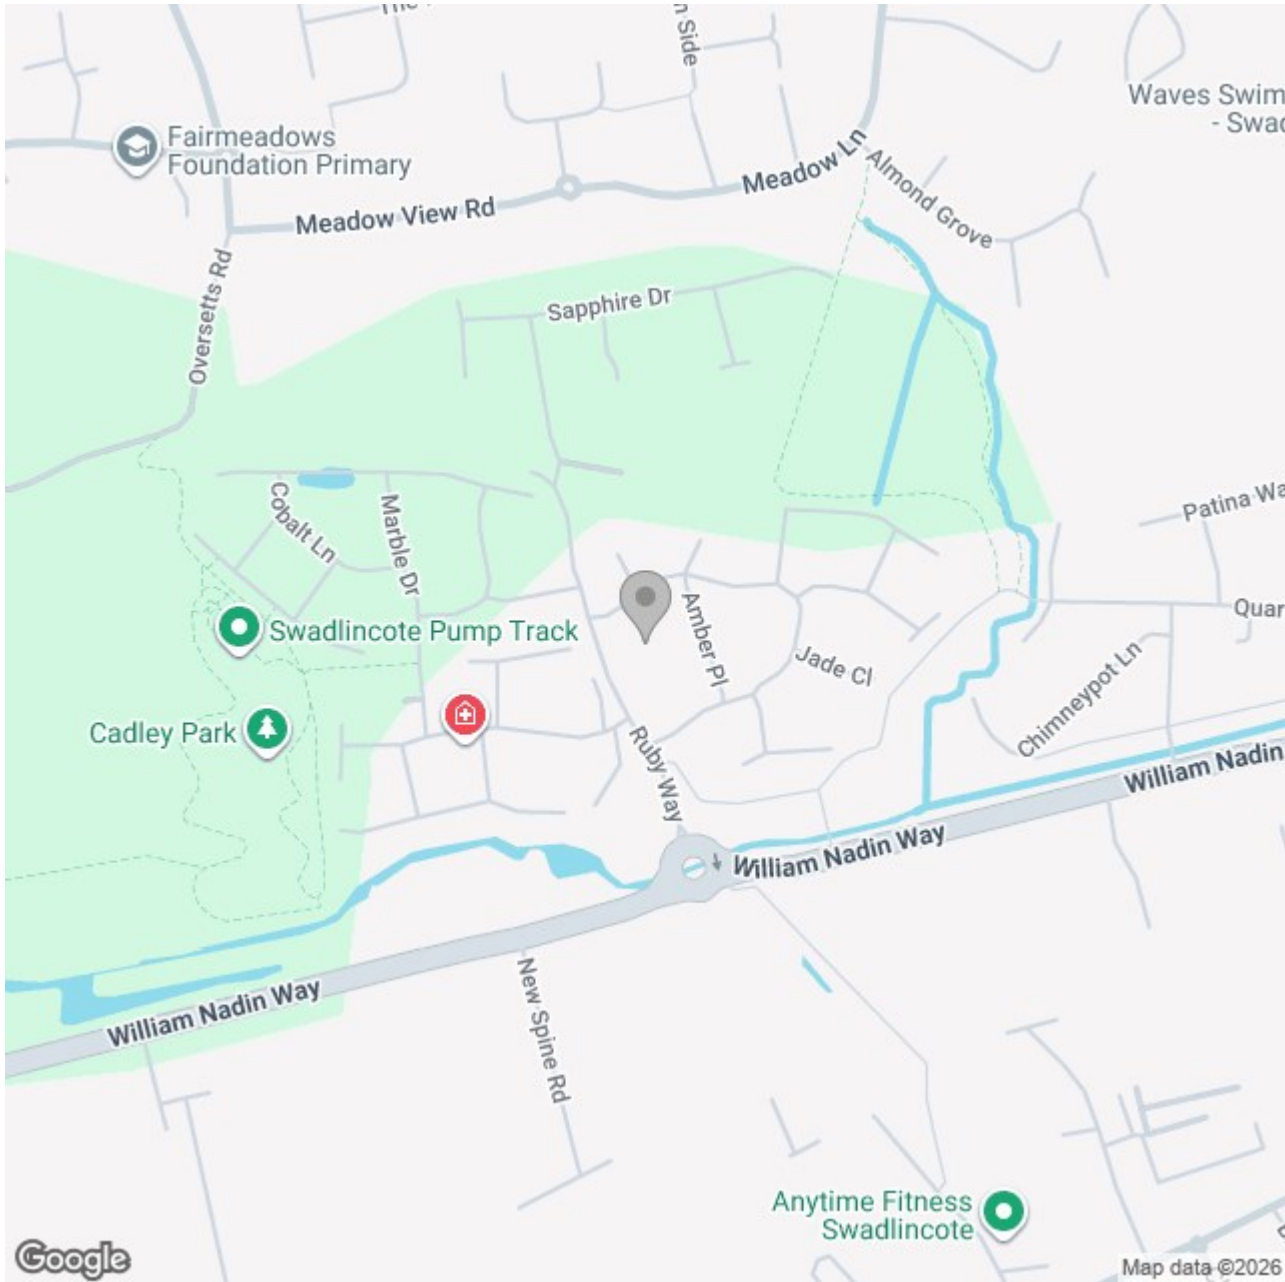 n Side
Waves Swim
- Swad
Fairmeadows
Foundation Primary
Meadow Ln
Almond Grove
Meadow View Rd
Oversetts Rd
Sapphire Dr
Cobalt Ln
Marble Dr
Patina Wa
Quar
Amber Pl
Swadlincote Pump Track
Jade Cl
Chimneypot Ln
Cadley Park
Ruby Way
William Nadin
William Nadin Way
William Nadin Way
New Spine Rd
Anytime Fitness
Swadlincote
Google
Map data ©2026